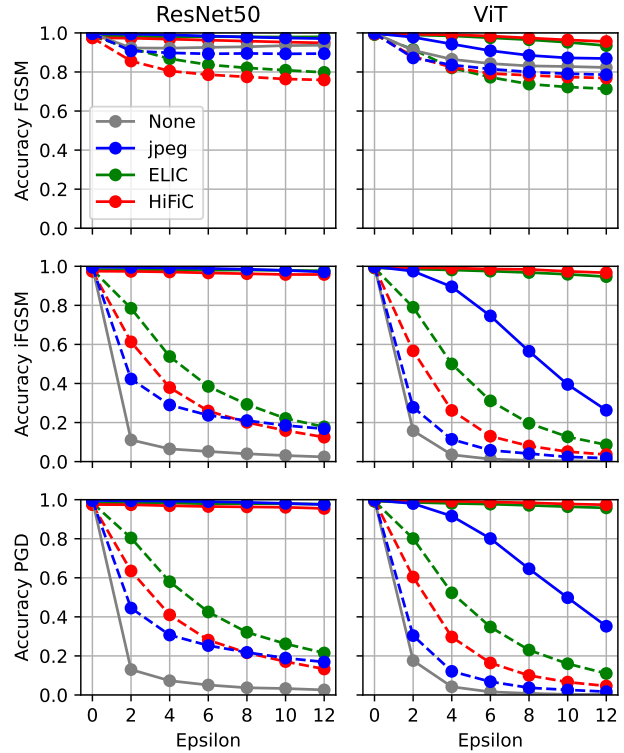 ResNet50 ViT
Accuracy FGSM
1.0
0.8
0.6
0.4
0.2
0.0
None
jpeg
ELIC
HiFiC
Accuracy iFGSM
1.0
0.8
0.6
0.4
0.2
0.0
Accuracy PGD
1.0
0.8
0.6
0.4
0.2
0.0
0 2 4 6 8 10 12 0 2 4 6 8 10 12
Epsilon Epsilon